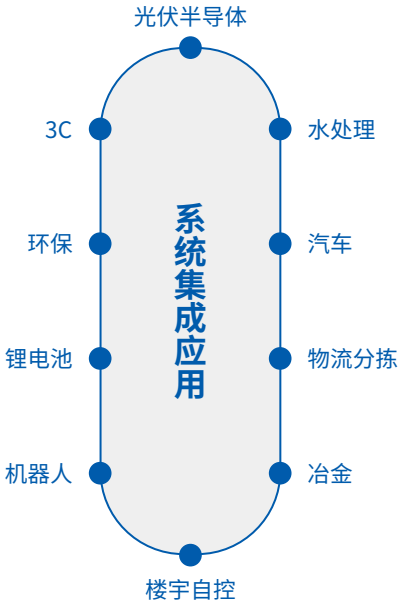 光伏半导体
3C
水处理
环保
汽车
系统集成应用
锂电池
物流分拣
机器人
冶金
楼宇自控